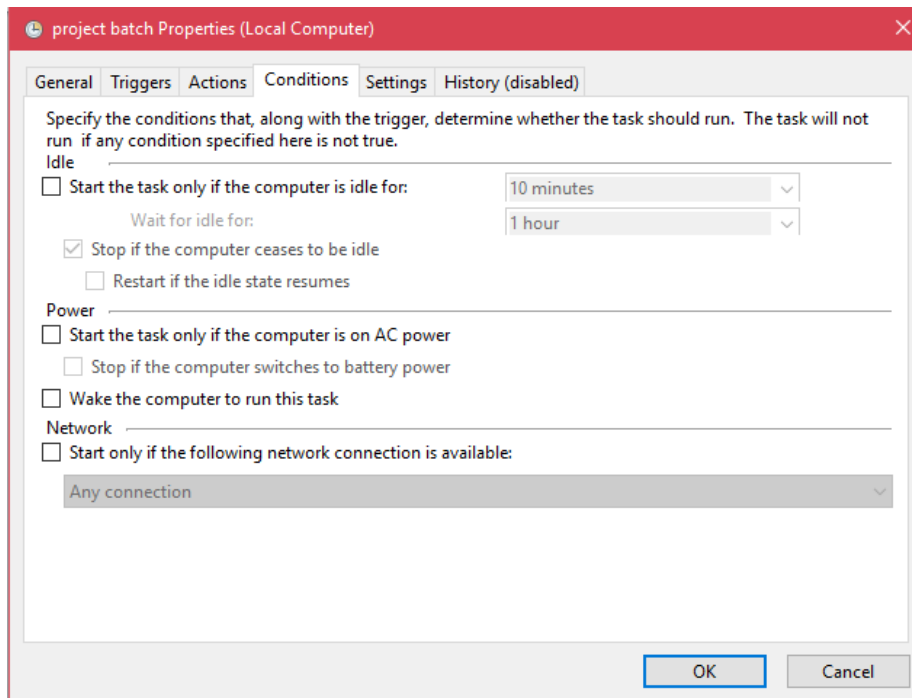 project batch Properties (Local Computer)
General Triggers Actions Conditions Settings History (disabled)
Specify the conditions that, along with the trigger, determine whether the task should run. The task will not
run if any condition specified here is not true.
Idle
Start the task only if the computer is idle for: 10 minutes
Wait for idle for: 1 hour
Stop if the computer ceases to be idle
Restart if the idle state resumes
Power
Start the task only if the computer is on AC power
Stop if the computer switches to battery power
Wake the computer to run this task
Network
Start only if the following network connection is available:
Any connection
OK Cancel